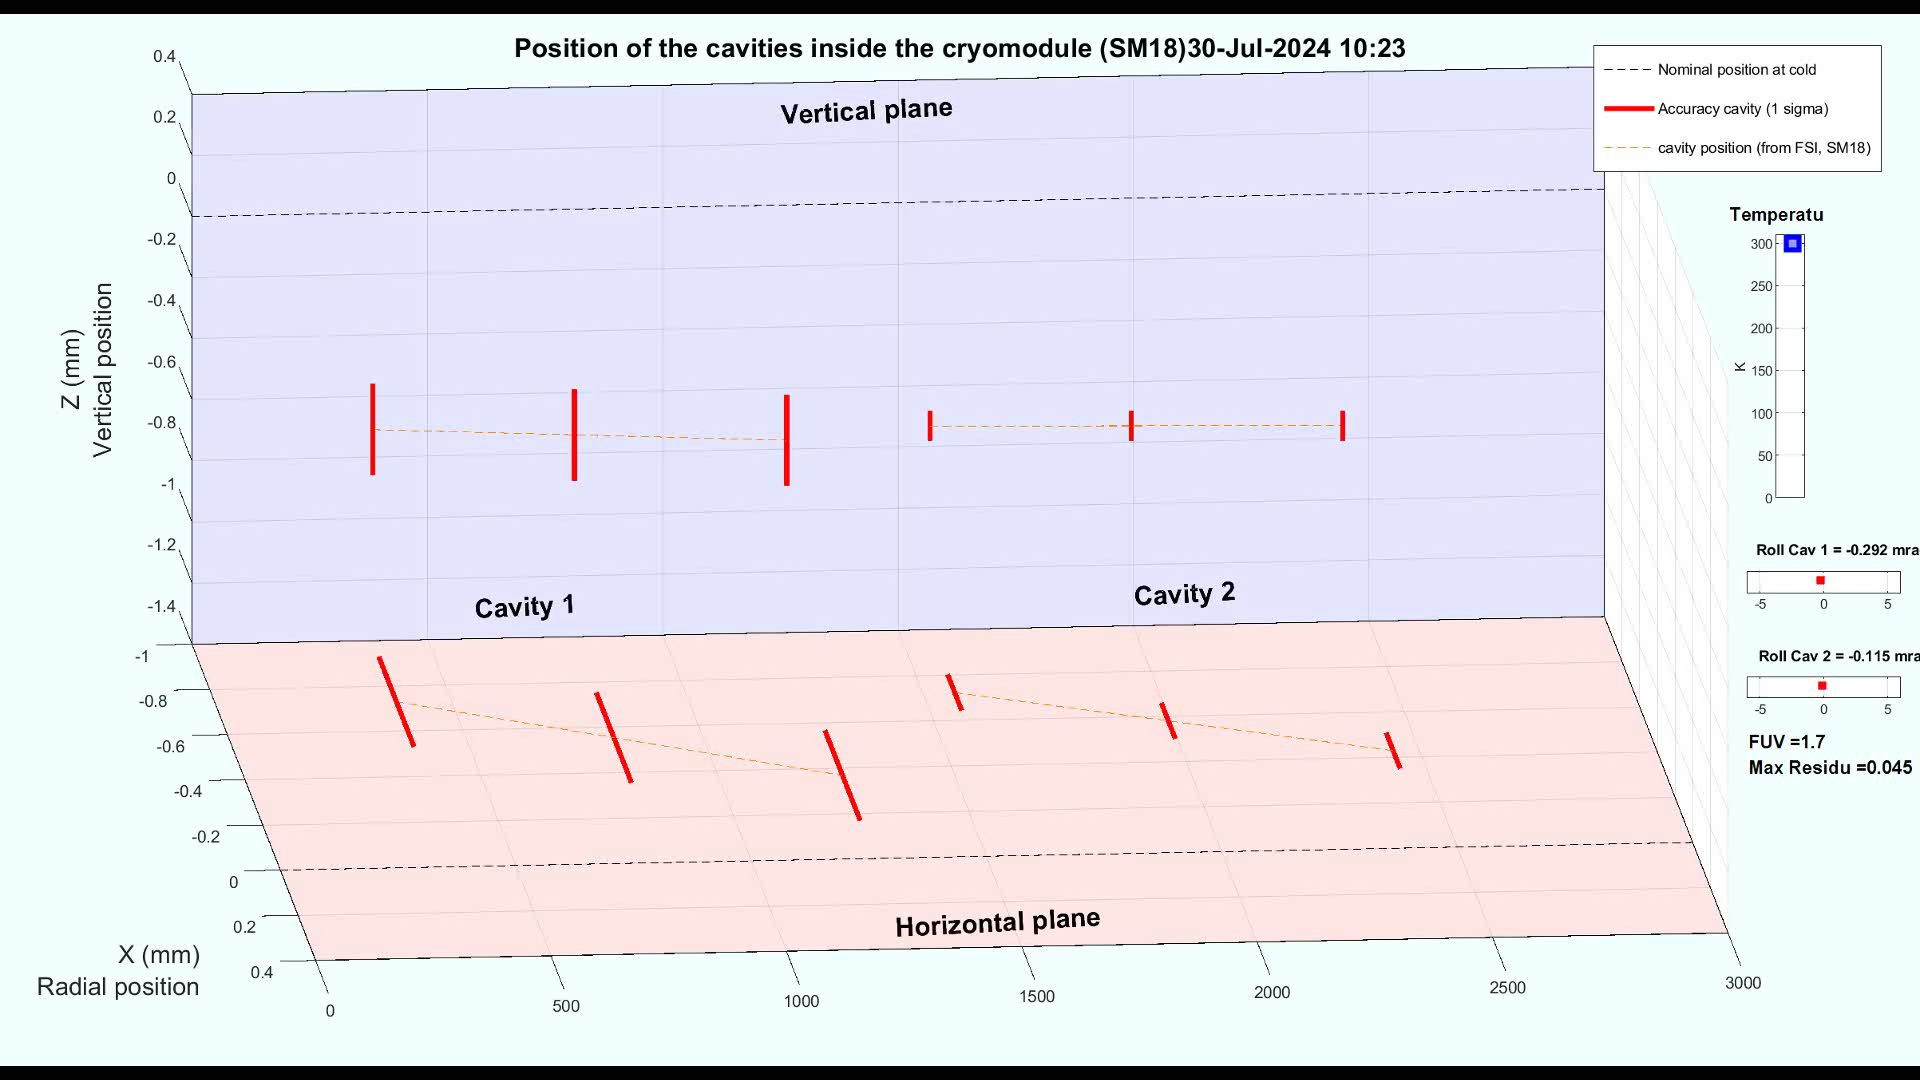 Position of the cavities inside the cryomodule (SM18)30-Jul-2024 10:23
Nominal position at cold
Accuracy cavity (1 sigma)
cavity position (from FSI, SM18)
Vertical plane
0.4
0.2
0
-0.2
-0.4
-0.6
-0.8
-1
-1.2
-1.4
Z (mm)
Vertical position
Cavity 1
Cavity 2
-1
-0.8
-0.6
-0.4
-0.2
0
0.2
0.4
X (mm)
Radial position
Horizontal plane
0
500
1000
1500
2000
2500
3000
Temperatu
300
250
200
150
100
50
0
K
Roll Cav 1 = -0.292 mra
-5 0 5
Roll Cav 2 = -0.115 mra
-5 0 5
FUV =1.7
Max Residu =0.045